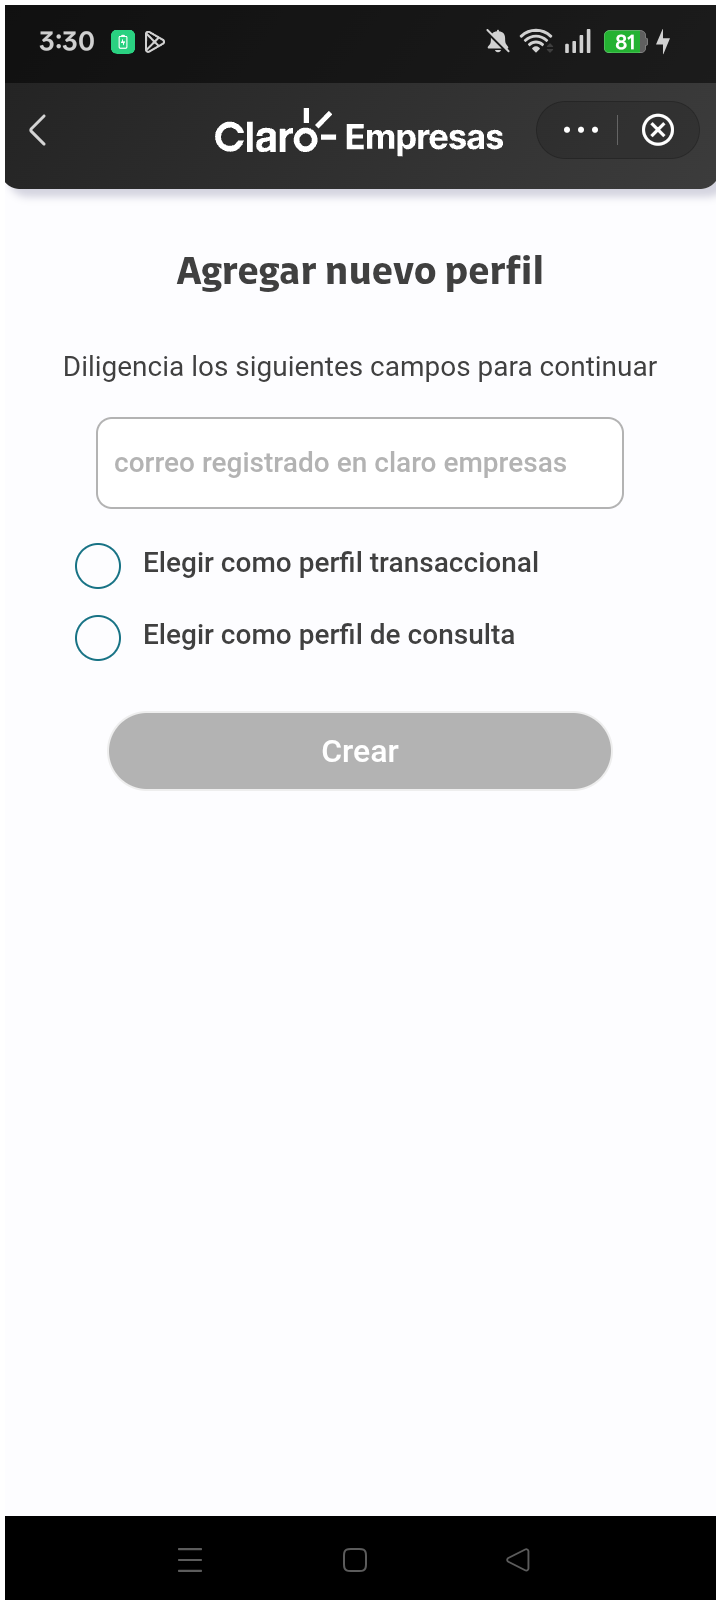 3:30
81
Claro Empresas
Agregar nuevo perfil
Diligencia los siguientes campos para continuar
correo registrado en claro empresas
Elegir como perfil transaccional
Elegir como perfil de consulta
Crear